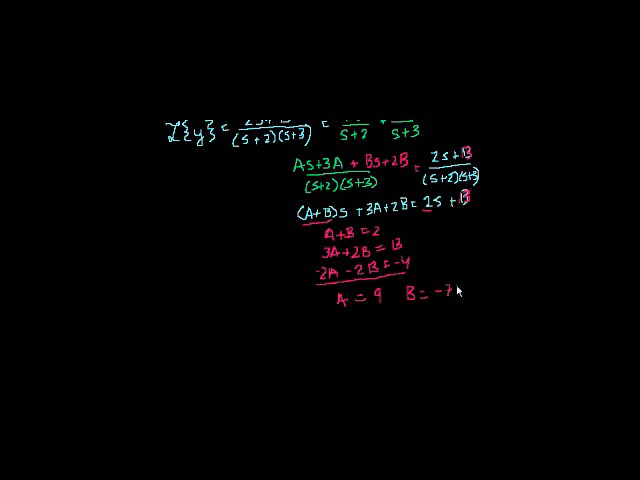 ℒ{y} = 2s+13/(s+2)(s+3) = /s+2 + /s+3
As+3A + Bs+2B/(s+2)(s+3) = 2s+13/(s+2)(s+3)
(A+B)s + 3A+2B = 2s + 13
A+B = 2
3A+2B = 13
-2A -2B = -4
A = 9 B = -7